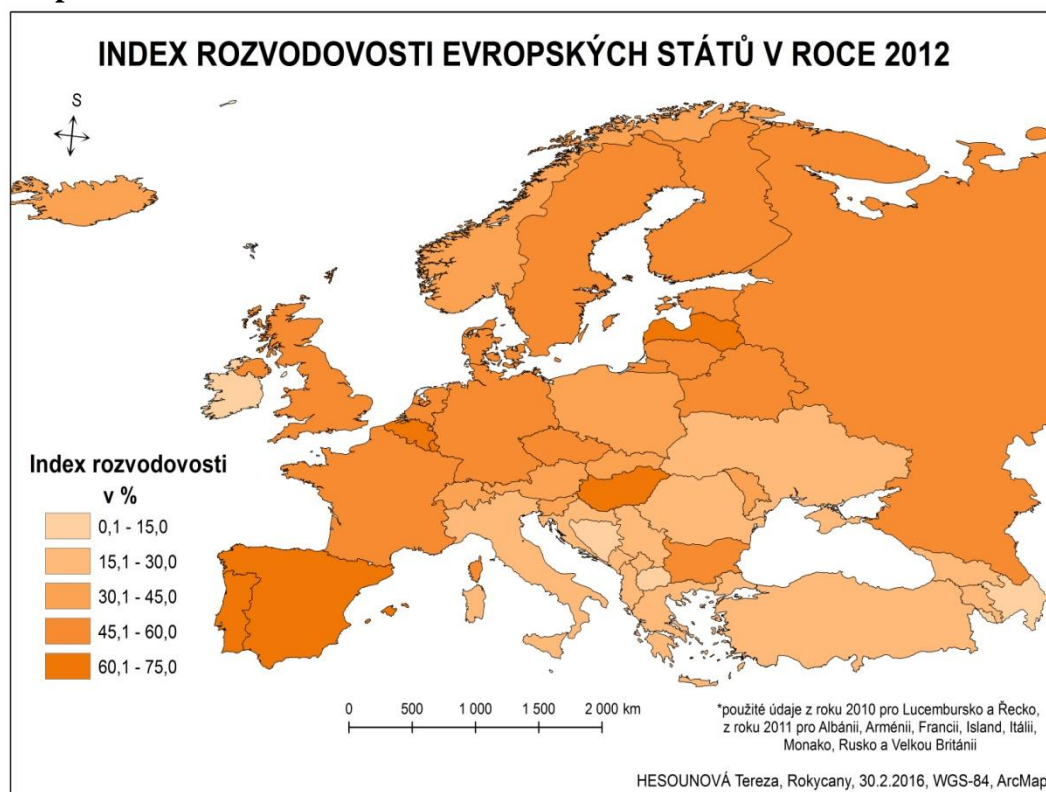 INDEX ROZVODOVOSTI EVROPSKÝCH STÁTŮ V ROCE 2012
S
Index rozvodovosti
v %
0,1 - 15,0
15,1 - 30,0
30,1 - 45,0
45,1 - 60,0
60,1 - 75,0
0 500 1 000 1 500 2 000 km
*použité údaje z roku 2010 pro Lucembursko a Řecko,
z roku 2011 pro Albánii, Arménii, Francii, Island, Itálii,
Monako, Rusko a Velkou Británii
HESOUNOVÁ Tereza, Rokycany, 30.2.2016, WGS-84, ArcMap